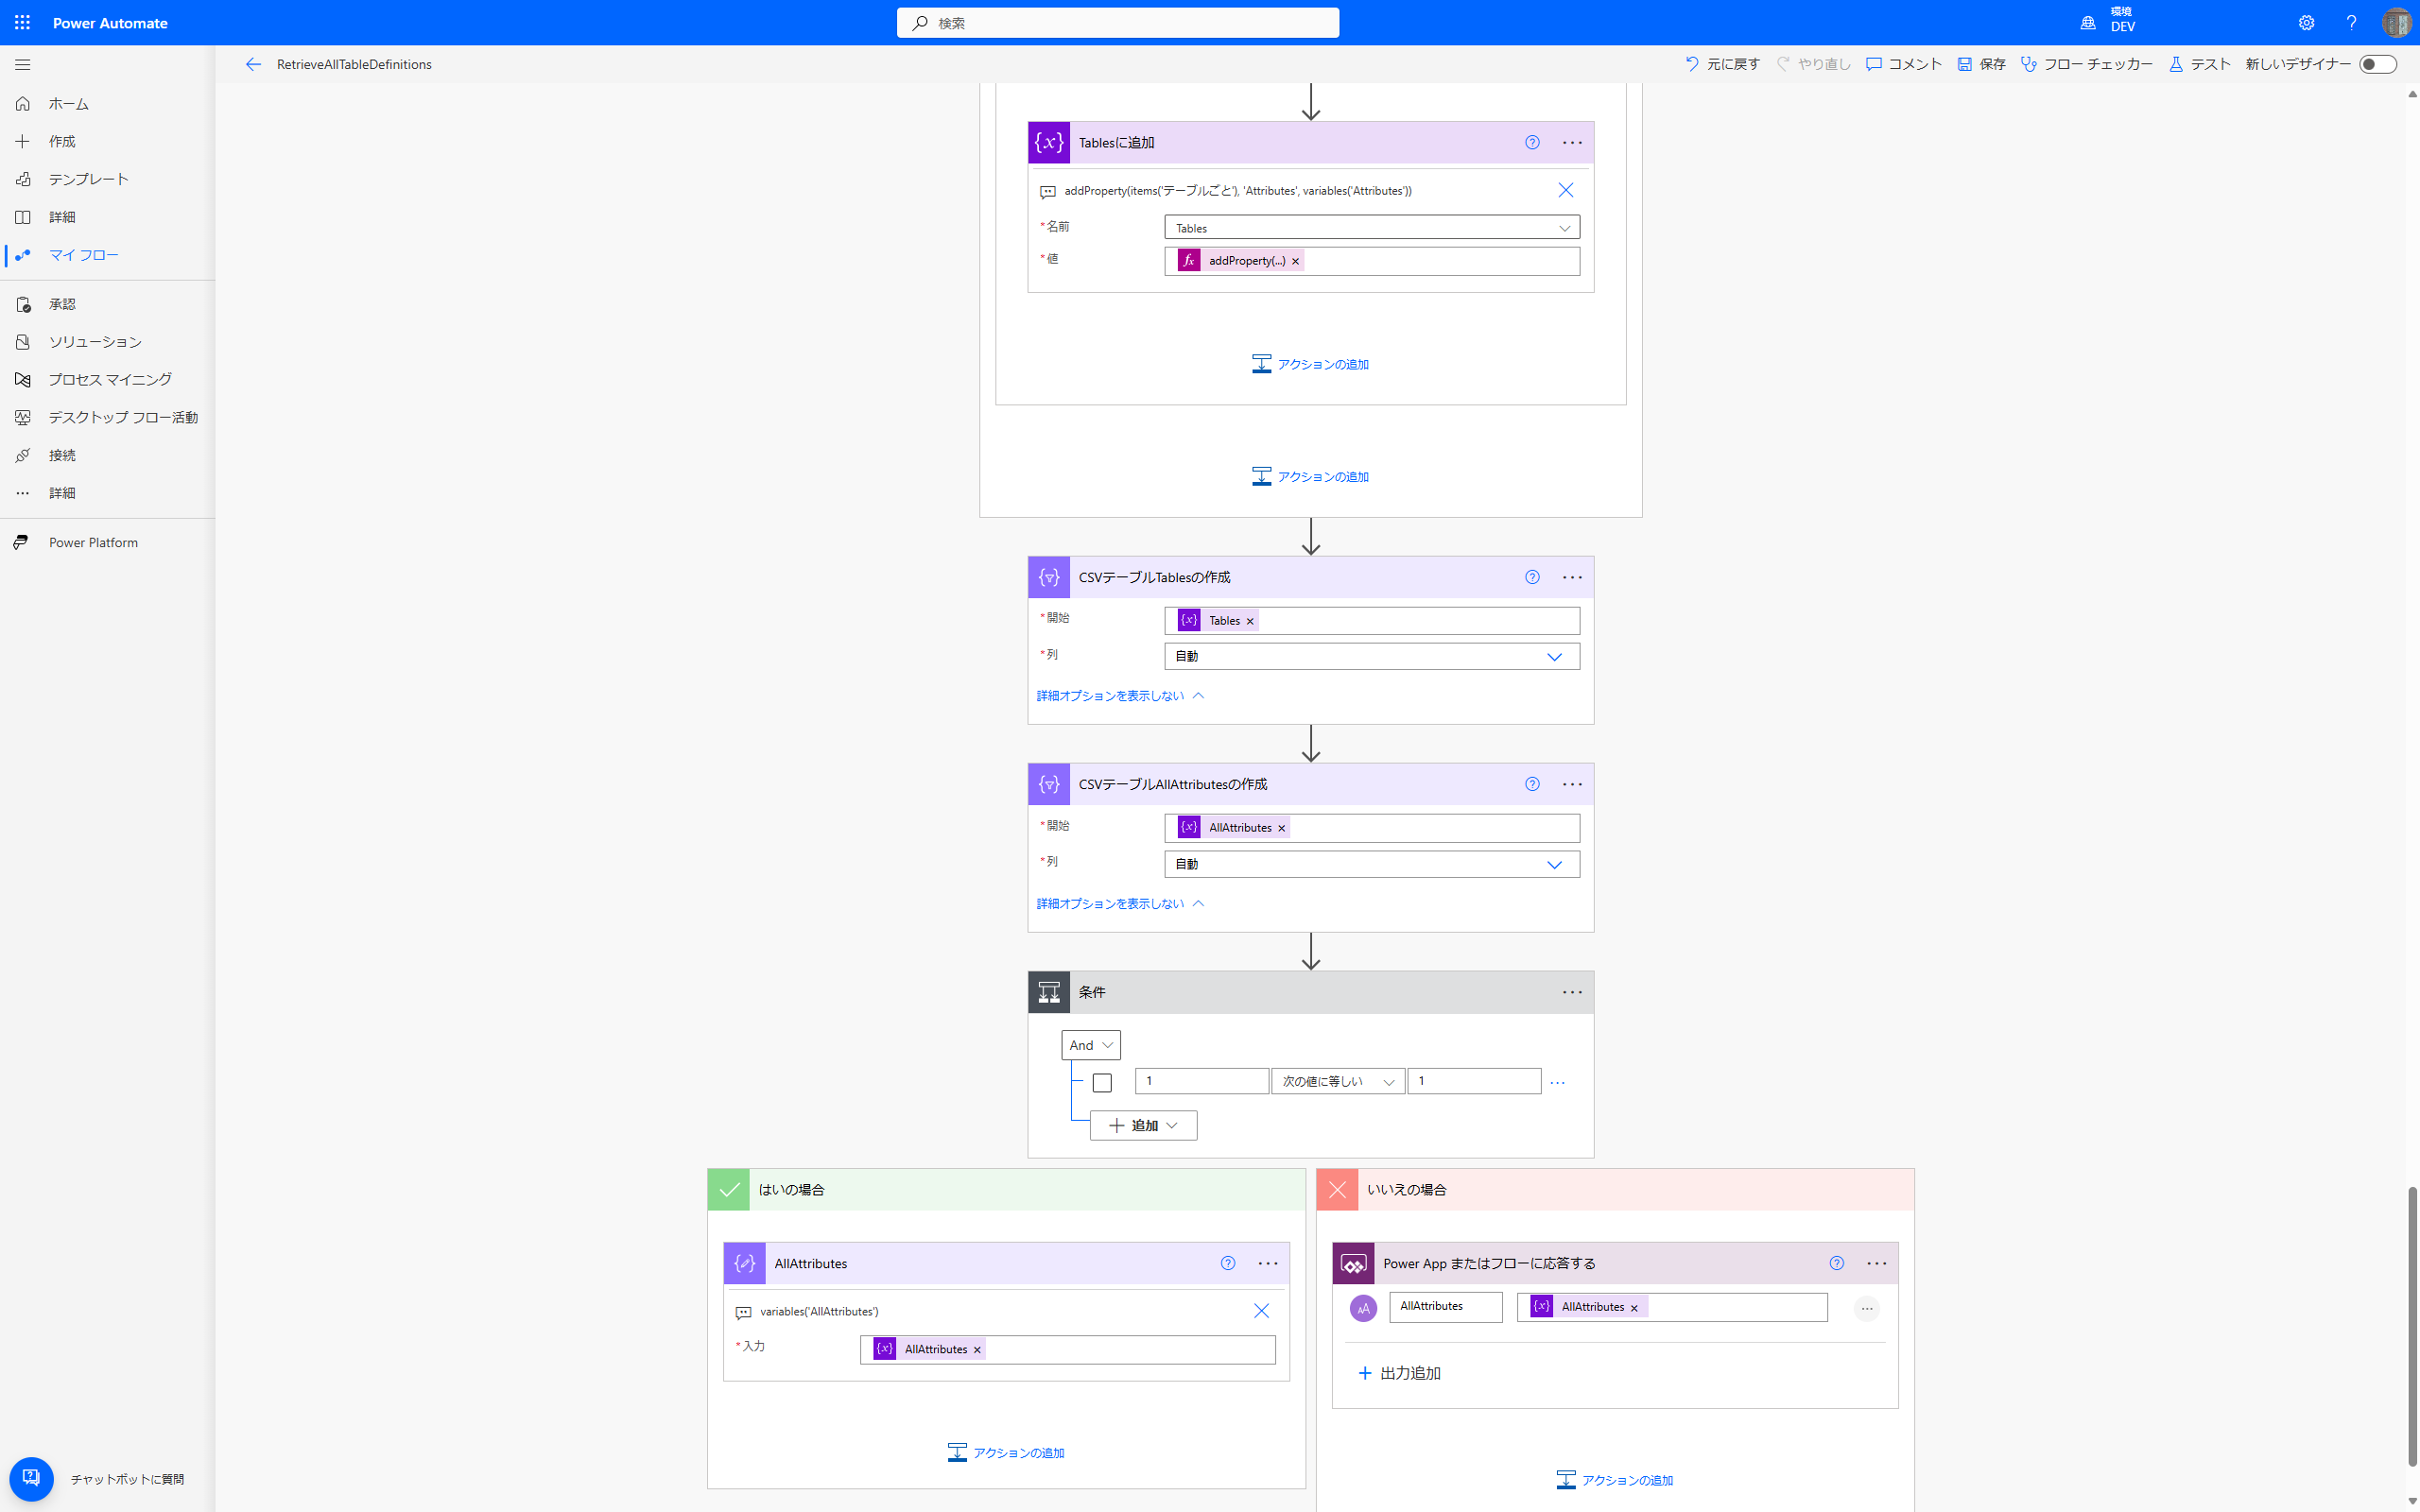 Power Automate
検索
環境
DEV
RetrieveAllTableDefinitions
元に戻す
やり直し
コメント
保存
フロー チェッカー
テスト
新しいデザイナー
ホーム
作成
テンプレート
詳細
マイ フロー
承認
ソリューション
プロセス マイニング
デスクトップ フロー活動
接続
詳細
Power Platform
チャットボットに質問
Tablesに追加
addProperty(items('テーブルごと'), 'Attributes', variables('Attributes'))
*名前
Tables
*値
addProperty(...)
アクションの追加
アクションの追加
CSVテーブルTablesの作成
*開始
Tables
*列
自動
詳細オプションを表示しない
CSVテーブルAllAttributesの作成
*開始
AllAttributes
*列
自動
詳細オプションを表示しない
条件
And
1 次の値に等しい 1
追加
はいの場合
AllAttributes
variables('AllAttributes')
*入力
AllAttributes
アクションの追加
いいえの場合
Power App またはフローに応答する
AllAttributes
AllAttributes
出力追加
アクションの追加